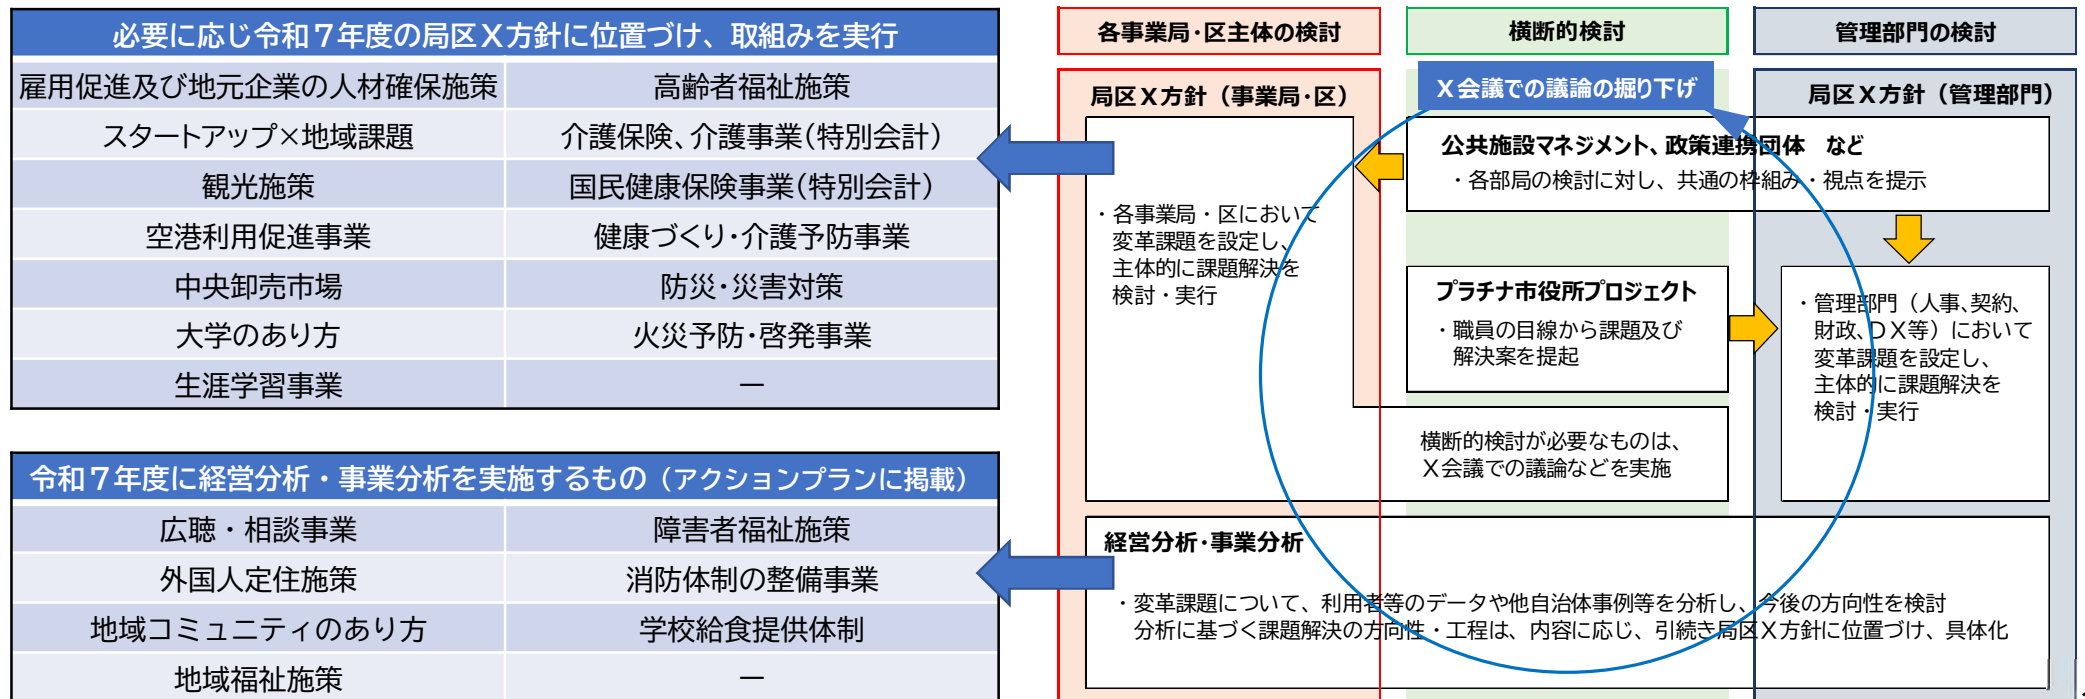 必要に応じ令和７年度の局区Ｘ方針に位置づけ、取組みを実行
雇用促進及び地元企業の人材確保施策
高齢者福祉施策
スタートアップ×地域課題
介護保険、介護事業（特別会計）
観光施策
国民健康保険事業（特別会計）
空港利用促進事業
健康づくり・介護予防事業
中央卸売市場
防災・災害対策
大学のあり方
火災予防・啓発事業
生涯学習事業
－
令和７年度に経営分析・事業分析を実施するもの（アクションプランに掲載）
広聴・相談事業
障害者福祉施策
外国人定住施策
消防体制の整備事業
地域コミュニティのあり方
学校給食提供体制
地域福祉施策
－
各事業局・区主体の検討
横断的検討
管理部門の検討
局区Ｘ方針（事業局・区）
Ｘ会議での議論の掘り下げ
局区Ｘ方針（管理部門）
公共施設マネジメント、政策連携団体　など
・各部局の検討に対し、共通の枠組み・視点を提示
・各事業局・区において
変革課題を設定し、
主体的に課題解決を
検討・実行
プラチナ市役所プロジェクト
・職員の目線から課題及び
解決案を提起
・管理部門（人事、契約、
財政、ＤＸ等）において
変革課題を設定し、
主体的に課題解決を
検討・実行
横断的検討が必要なものは、
Ｘ会議での議論などを実施
経営分析・事業分析
・変革課題について、利用者等のデータや他自治体事例等を分析し、今後の方向性を検討
分析に基づく課題解決の方向性・工程は、内容に応じ、引続き局区Ｘ方針に位置づけ、具体化